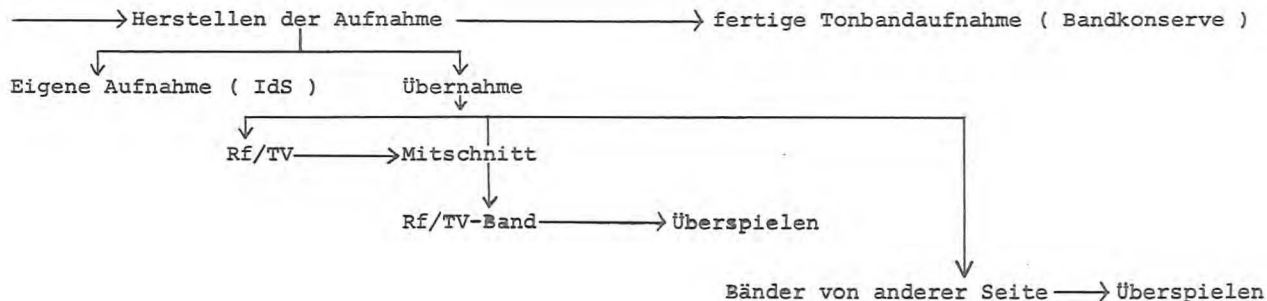 Herstellen der Aufnahme fertige Tonbandaufnahme ( Bandkonserve )
Eigene Aufnahme ( IdS ) Übernahme
Rf/TV Mitschnitt
Rf/TV-Band Überspielen
Bänder von anderer Seite Überspielen